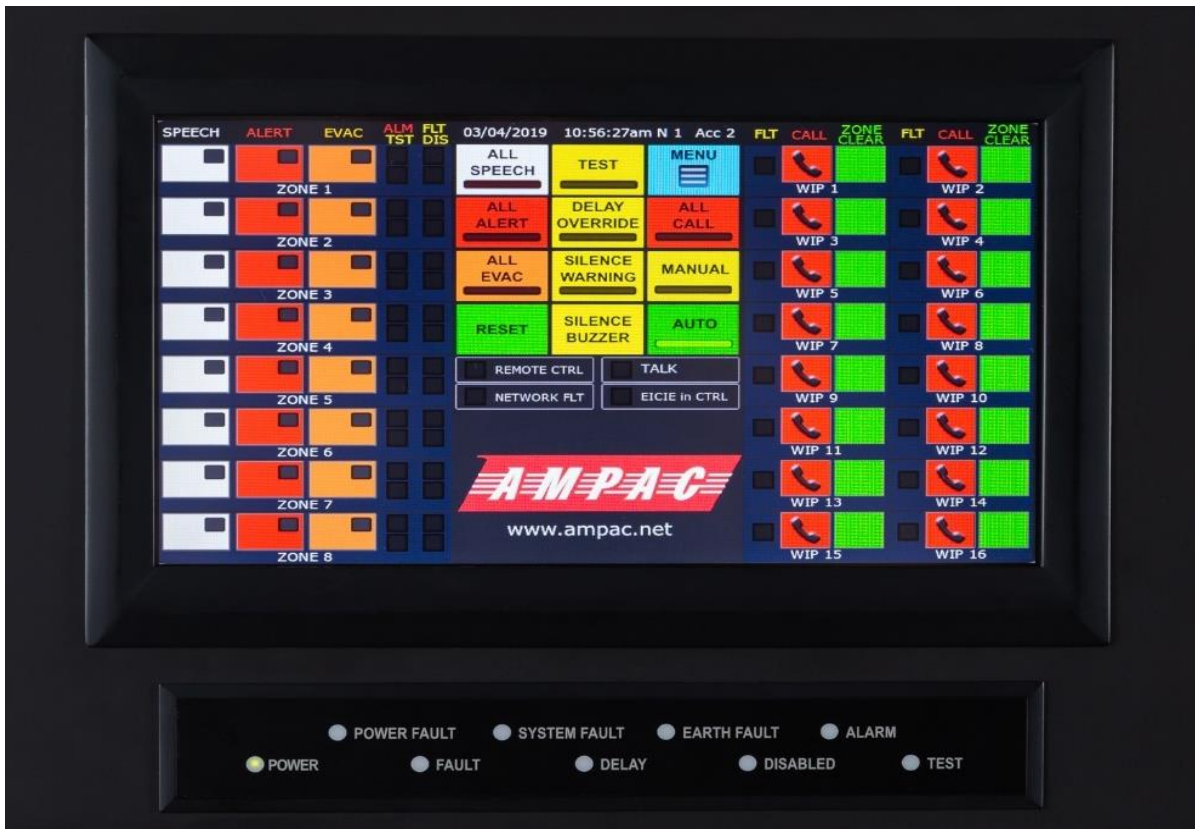 SPEECH ALERT EVAC ALM TST FLT DIS 03/04/2019 10:56:27am N 1 Acc 2 FLT CALL ZONE CLEAR FLT CALL ZONE CLEAR
ALL SPEECH TEST MENU
ZONE 1 WIP 1 WIP 2
ALL ALERT DELAY OVERRIDE ALL CALL
ZONE 2 WIP 3 WIP 4
ALL EVAC SILENCE WARNING MANUAL
ZONE 3 WIP 5 WIP 6
RESET SILENCE BUZZER AUTO
ZONE 4 WIP 7 WIP 8
REMOTE CTRL TALK
ZONE 5 NETWORK FLT EICIE in CTRL WIP 9 WIP 10
ZONE 6 WIP 11 WIP 12
AMPAC
ZONE 7 WIP 13 WIP 14
www.ampac.net
ZONE 8 WIP 15 WIP 16
POWER FAULT SYSTEM FAULT EARTH FAULT ALARM
POWER FAULT DELAY DISABLED TEST